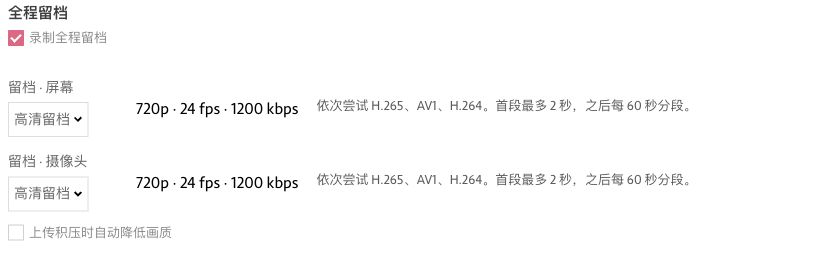 全程留档
录制全程留档
留档 · 屏幕
高清留档
720p · 24 fps · 1200 kbps
依次尝试 H.265、AV1、H.264。首段最多 2 秒，之后每 60 秒分段。
留档 · 摄像头
高清留档
720p · 24 fps · 1200 kbps
依次尝试 H.265、AV1、H.264。首段最多 2 秒，之后每 60 秒分段。
上传积压时自动降低画质